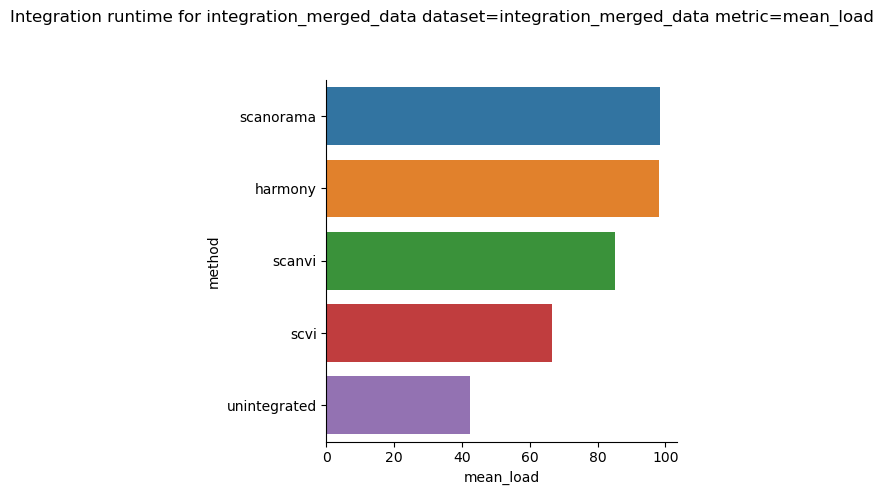 Integration runtime for integration_merged_data dataset=integration_merged_data metric=mean_load
scanorama
harmony
scanvi
scvi
unintegrated
method
0 20 40 60 80 100
mean_load